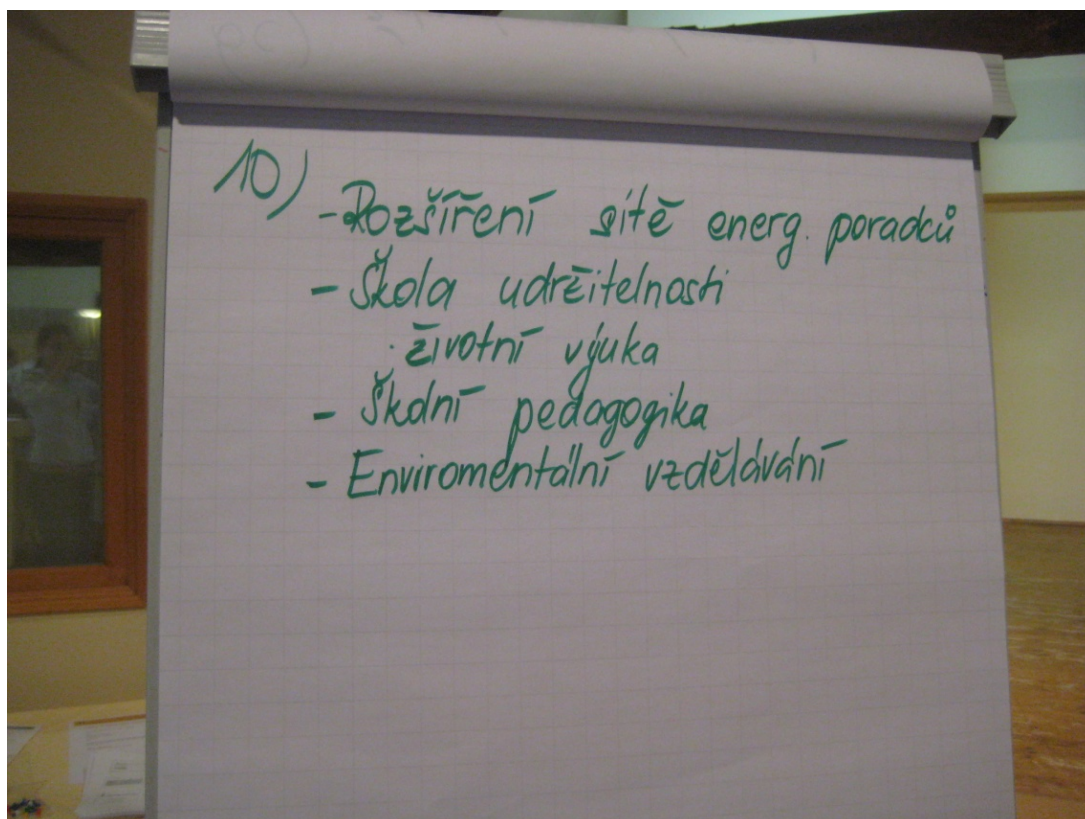 10)
- Rozšíření sítě energ. poradců
- Škola udržitelnosti
· životní výuka
- Školní pedagogika
- Enviromentální vzdělávání